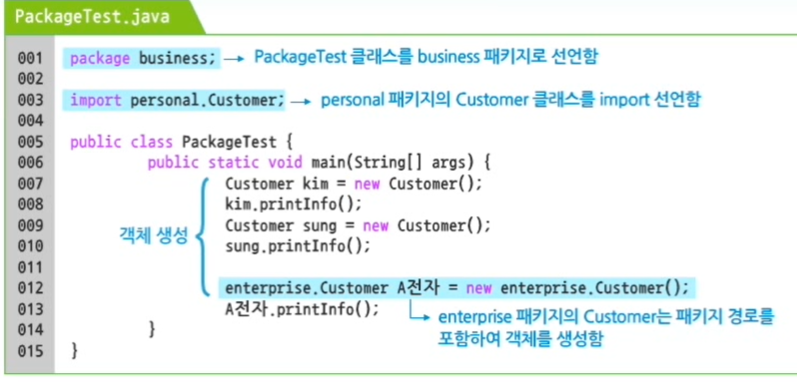 PackageTest.java
001 package business; → PackageTest 클래스를 business 패키지로 선언함
002
003 import personal.Customer; → personal 패키지의 Customer 클래스를 import 선언함
004
005 public class PackageTest {
006 public static void main(String[] args) {
007 Customer kim = new Customer();
008 kim.printInfo();
009 Customer sung = new Customer();
객체 생성
010 sung.printInfo();
011
012 enterprise.Customer A전자 = new enterprise.Customer();
013 A전자.printInfo();
enterprise 패키지의 Customer는 패키지 경로를
014 }
포함하여 객체를 생성함
015 }